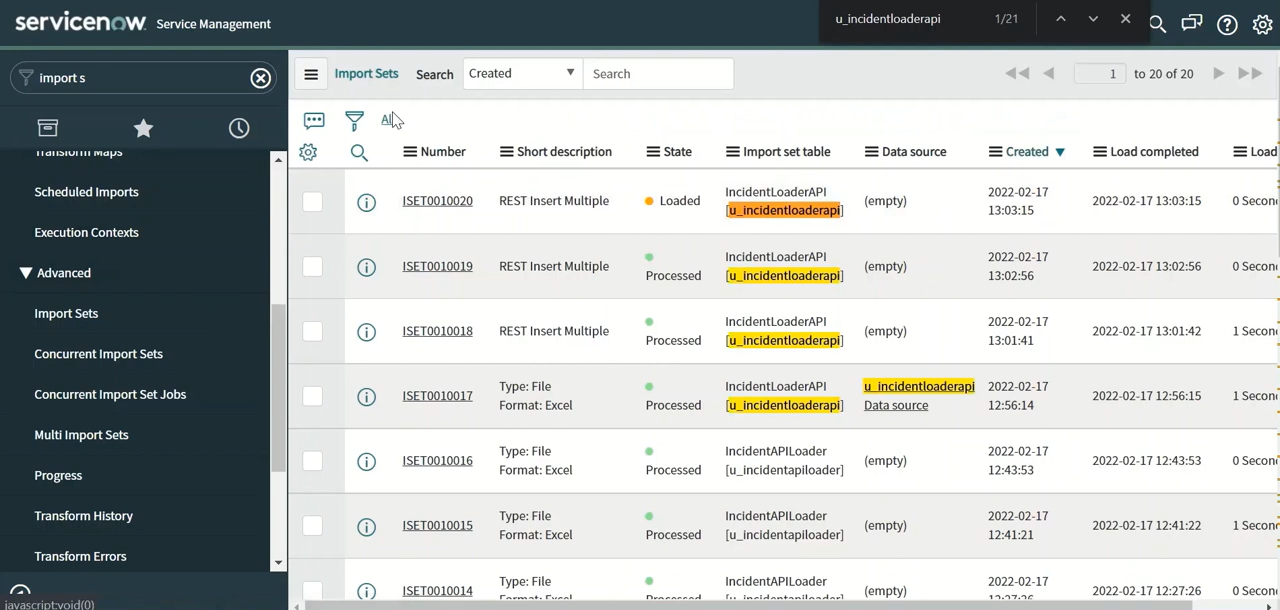 servicenow. Service Management
u_incidentloaderapi 1/21
import s
Import Sets Search Created Search 1 to 20 of 20
All
Transform Maps
Scheduled Imports
Execution Contexts
Advanced
Import Sets
Concurrent Import Sets
Concurrent Import Set Jobs
Multi Import Sets
Progress
Transform History
Transform Errors
javascript:void(0)
Number Short description State Import set table Data source Created Load completed Load
ISET0010020 REST Insert Multiple Loaded IncidentLoaderAPI
[u_incidentloaderapi] (empty) 2022-02-17
13:03:15 2022-02-17 13:03:15 0 Secon
ISET0010019 REST Insert Multiple Processed IncidentLoaderAPI
[u_incidentloaderapi] (empty) 2022-02-17
13:02:56 2022-02-17 13:02:56 0 Secon
ISET0010018 REST Insert Multiple Processed IncidentLoaderAPI
[u_incidentloaderapi] (empty) 2022-02-17
13:01:41 2022-02-17 13:01:42 1 Secon
ISET0010017 Type: File
Format: Excel Processed IncidentLoaderAPI
[u_incidentloaderapi] u_incidentloaderapi
Data source 2022-02-17
12:56:14 2022-02-17 12:56:15 1 Secon
ISET0010016 Type: File
Format: Excel Processed IncidentAPILoader
[u_incidentapiloader] (empty) 2022-02-17
12:43:53 2022-02-17 12:43:53 0 Secon
ISET0010015 Type: File
Format: Excel Processed IncidentAPILoader
[u_incidentapiloader] (empty) 2022-02-17
12:41:21 2022-02-17 12:41:22 1 Secon
ISET0010014 Type: File
Format: Excel Processed IncidentAPILoader
[u_incidentapiloader] (empty) 2022-02-17
12:27:26 2022-02-17 12:27:26 0 Secon